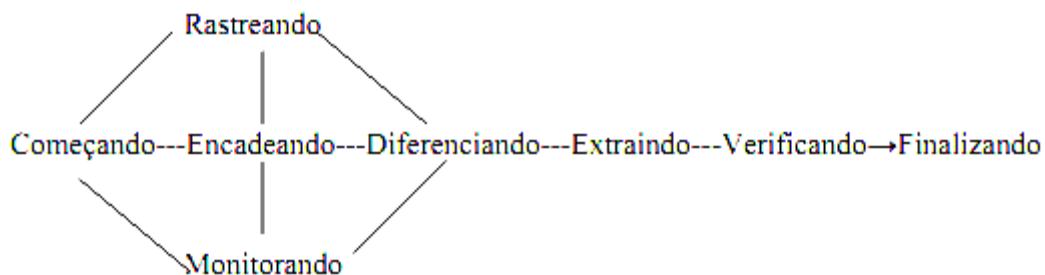 Rastreando
Começando---Encadeando---Diferenciando---Extraindo---Verificando→Finalizando
Monitorando